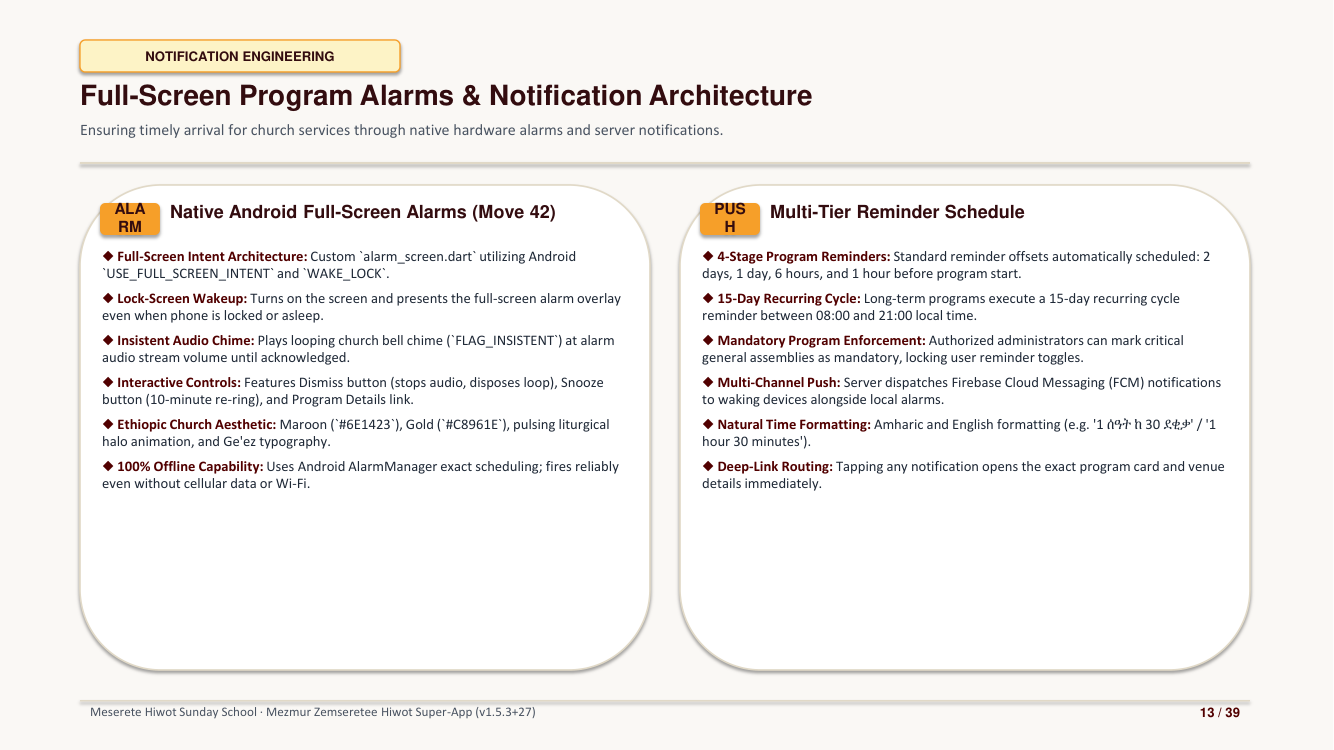 NOTIFICATION ENGINEERING
Full-Screen Program Alarms & Notification Architecture
Ensuring timely arrival for church services through native hardware alarms and server notifications.
ALA
RM
Native Android Full-Screen Alarms (Move 42)
❖ Full-Screen Intent Architecture: Custom `alarm_screen.dart` utilizing Android
`USE_FULL_SCREEN_INTENT` and `WAKE_LOCK`.
❖ Lock-Screen Wakeup: Turns on the screen and presents the full-screen alarm overlay
even when phone is locked or asleep.
❖ Insistent Audio Chime: Plays looping church bell chime (`FLAG_INSISTENT`) at alarm
audio stream volume until acknowledged.
❖ Interactive Controls: Features Dismiss button (stops audio, disposes loop), Snooze
button (10-minute re-ring), and Program Details link.
❖ Ethiopic Church Aesthetic: Maroon (`#6E1423`), Gold (`#C8961E`), pulsing liturgical
halo animation, and Ge'ez typography.
❖ 100% Offline Capability: Uses Android AlarmManager exact scheduling; fires reliably
even without cellular data or Wi-Fi.
PUS
H
Multi-Tier Reminder Schedule
❖ 4-Stage Program Reminders: Standard reminder offsets automatically scheduled: 2
days, 1 day, 6 hours, and 1 hour before program start.
❖ 15-Day Recurring Cycle: Long-term programs execute a 15-day recurring cycle
reminder between 08:00 and 21:00 local time.
❖ Mandatory Program Enforcement: Authorized administrators can mark critical
general assemblies as mandatory, locking user reminder toggles.
❖ Multi-Channel Push: Server dispatches Firebase Cloud Messaging (FCM) notifications
to waking devices alongside local alarms.
❖ Natural Time Formatting: Amharic and English formatting (e.g. '1 ሰዓት ከ 30 ደቂቃ' / '1
hour 30 minutes').
❖ Deep-Link Routing: Tapping any notification opens the exact program card and venue
details immediately.
Meserete Hiwot Sunday School · Mezmur Zemseretee Hiwot Super-App (v1.5.3+27)
13 / 39